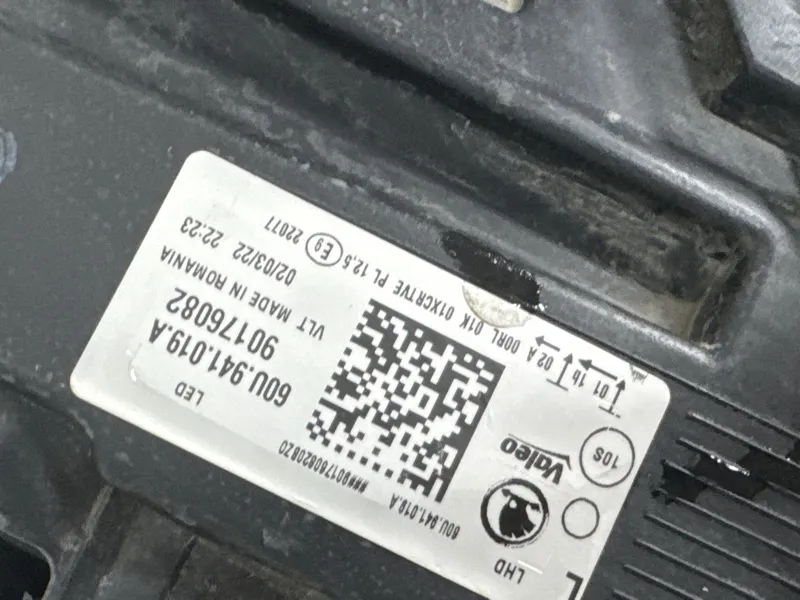 L
LHD
10S
Valeo
60U.941.019.A
###90176082082O
LED
60U.941.019.A
90176082
VLT MADE IN ROMANIA
02/03/22 22:23
01 1b 02 A 00RL 01K 01XCRTVE PL 12,5 E9 22077